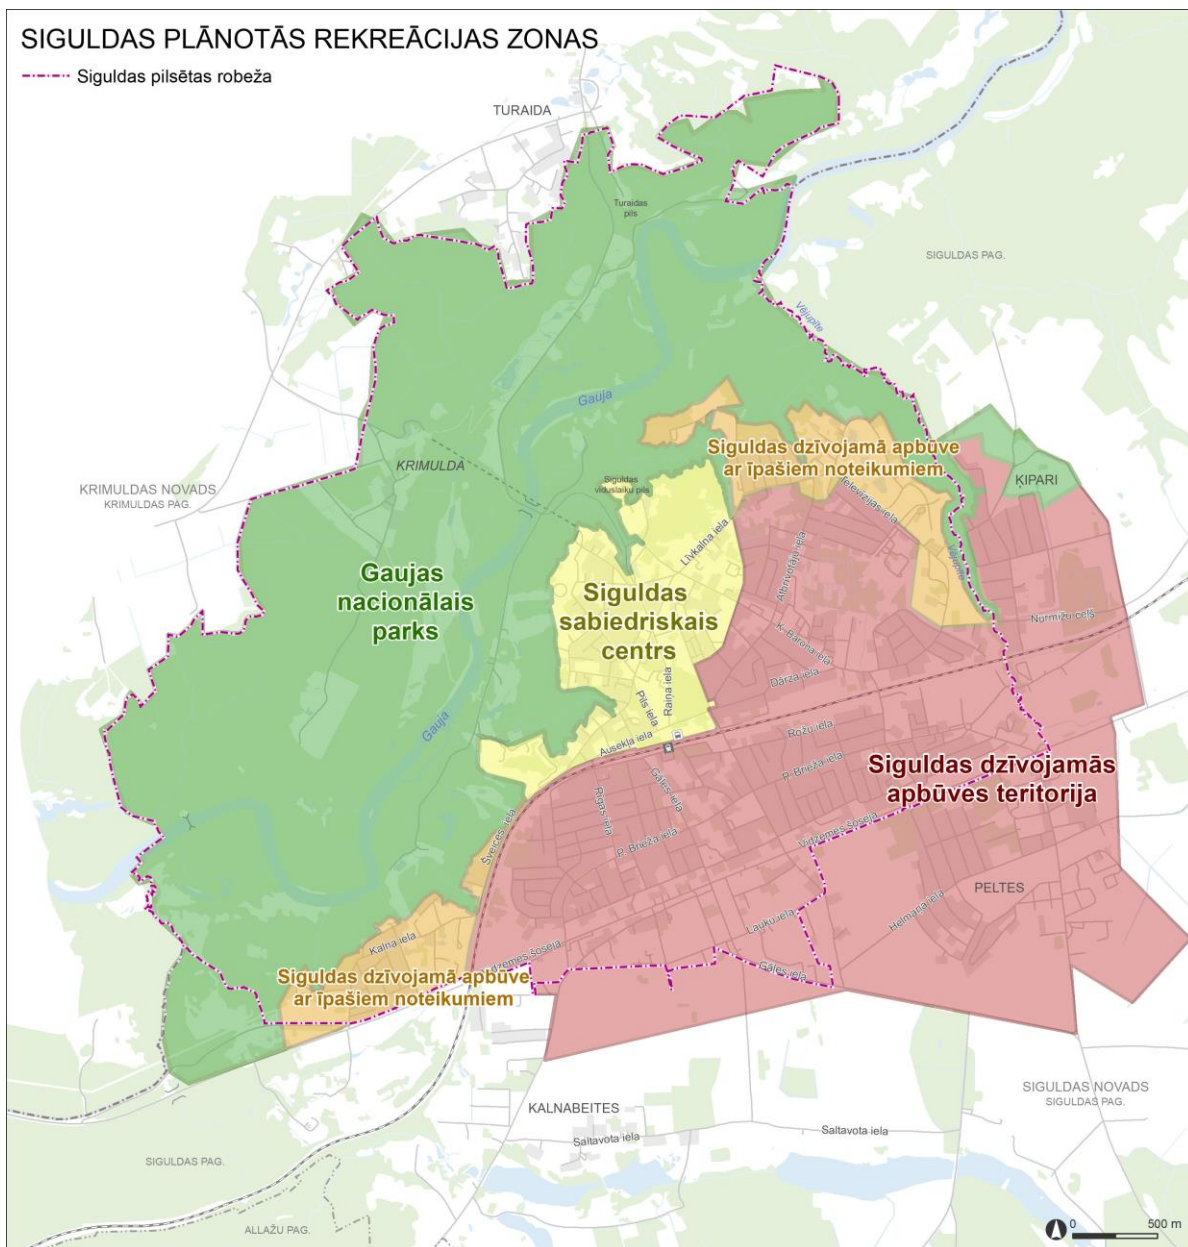 SIGULDAS PLĀNOTĀS REKREĀCIJAS ZONAS
Siguldas pilsētas robeža
TURAIDA
Turaidas
pils
SIGULDAS PAG.
Vējupīte
Gauja
KRIMULDA
KRIMULDAS NOVADS
KRIMULDAS PAG.
Siguldas
viduslaiku pils
Siguldas dzīvojamā apbūve
ar īpašiem noteikumiem
ĶIPARI
Televīzijas iela
Līvkalna iela
Atbrīvotāju iela
Vējupīte
Gaujas
nacionālais
parks
Siguldas
sabiedriskais
centrs
Nurmižu ceļš
K. Barona iela
Dārza iela
Raiņa iela
Pils iela
Gauja
Ausekļa iela
Rožu iela
P. Brieža iela
Siguldas dzīvojamās
apbūves teritorija
Gāles iela
Rīgas iela
Šveices iela
P. Brieža iela
Vidzemes šoseja
PELTES
Helmaņa iela
Lauku iela
Kalna iela
dzemes šoseja
Gāles iela
Siguldas dzīvojamā apbūve
ar īpašiem noteikumiem
KALNABEITES
SIGULDAS NOVADS
SIGULDAS PAG.
Saltavota iela
Saltavota iela
SIGULDAS PAG.
ALLAŽU PAG.
0 500 m